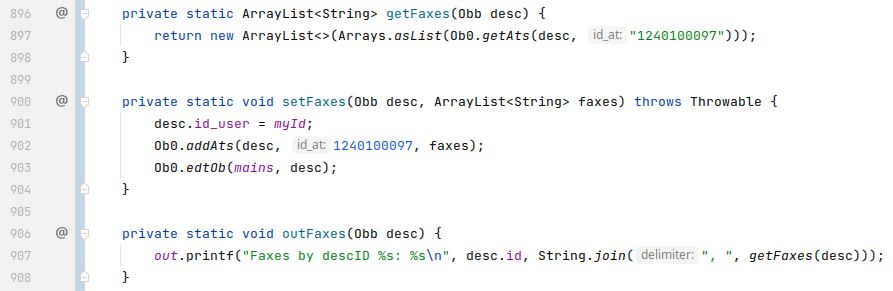 896 @ private static ArrayList<String> getFaxes(Obb desc) {
897 return new ArrayList<>(Arrays.asList(Ob0.getAts(desc, id_at: "1240100097")));
898 }
899
900 @ private static void setFaxes(Obb desc, ArrayList<String> faxes) throws Throwable {
901 desc.id_user = myId;
902 Ob0.addAts(desc, id_at: 1240100097, faxes);
903 Ob0.edtOb(mains, desc);
904 }
905
906 @ private static void outFaxes(Obb desc) {
907 out.printf("Faxes by descID %s: %s\n", desc.id, String.join( delimiter: ", ", getFaxes(desc)));
908 }